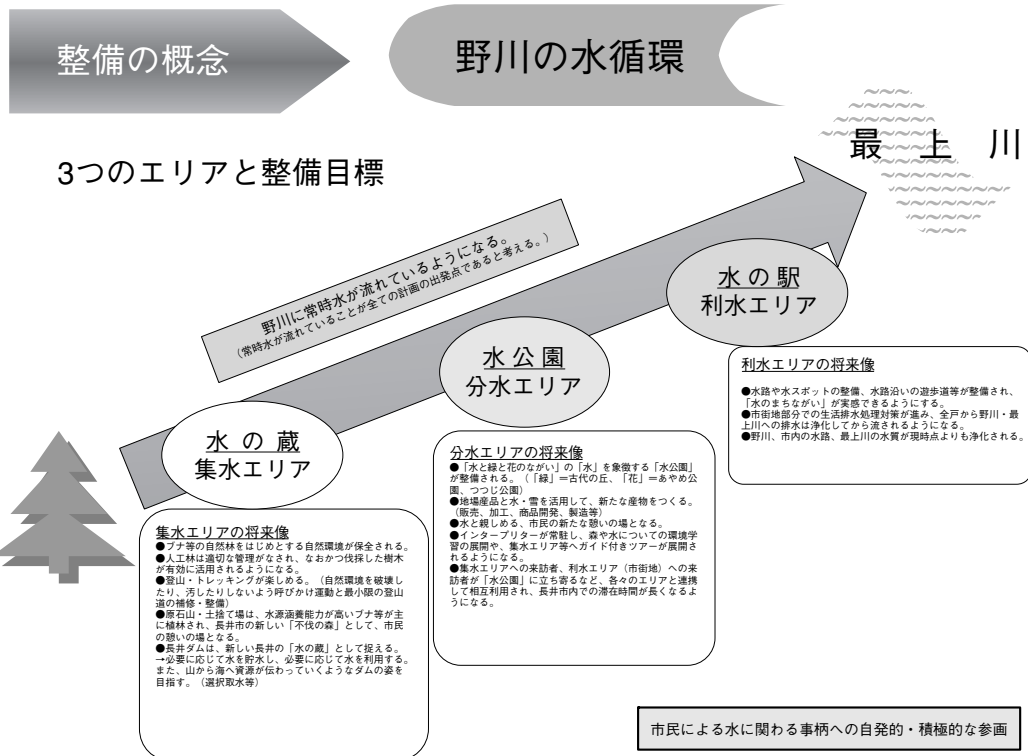 整備の概念
野川の水循環
最上川
3つのエリアと整備目標
野川に常時水が流れているようになる。
（常時水が流れていることが全ての計画の出発点であると考える。）
水の駅
利水エリア
水公園
分水エリア
水の蔵
集水エリア
利水エリアの将来像
●水路や水スポットの整備、水路沿いの遊歩道等が整備され、
「水のまちながい」が実感できるようにする。
●市街地部分での生活排水処理対策が進み、全戸から野川・最
上川への排水は浄化してから流されるようになる。
●野川、市内の水路、最上川の水質が現時点よりも浄化される。
分水エリアの将来像
●「水と緑と花のながい」の「水」を象徴する「水公園」
が整備される。（「緑」＝古代の丘、「花」＝あやめ公
園、つつじ公園）
●地場産品と水・雪を活用して、新たな産物をつくる。
（販売、加工、商品開発、製造等）
●水と親しめる、市民の新たな憩いの場となる。
●インタープリターが常駐し、森や水についての環境学
習の展開や、集水エリア等へガイド付きツアーが展開さ
れるようになる。
●集水エリアへの来訪者、利水エリア（市街地）への来
訪者が「水公園」に立ち寄るなど、各々のエリアと連携
して相互利用され、長井市内での滞在時間が長くなるよ
うになる。
集水エリアの将来像
●ブナ等の自然林をはじめとする自然環境が保全される。
●人工林は適切な管理がなされ、なおかつ伐採した樹木
が有効に活用されるようになる。
●登山・トレッキングが楽しめる。（自然環境を破壊し
たり、汚したりしないよう呼びかけ運動と最小限の登山
道の補修・整備）
●原石山・土捨て場は、水源涵養能力が高いブナ等が主
に植林され、長井市の新しい「不伐の森」として、市民
の憩いの場となる。
●長井ダムは、新しい長井の「水の蔵」として捉える。
→必要に応じて水を貯水し、必要に応じて水を利用する。
また、山から海へ資源が伝わっていくようなダムの姿を
目指す。（選択取水等）
市民による水に関わる事柄への自発的・積極的な参画